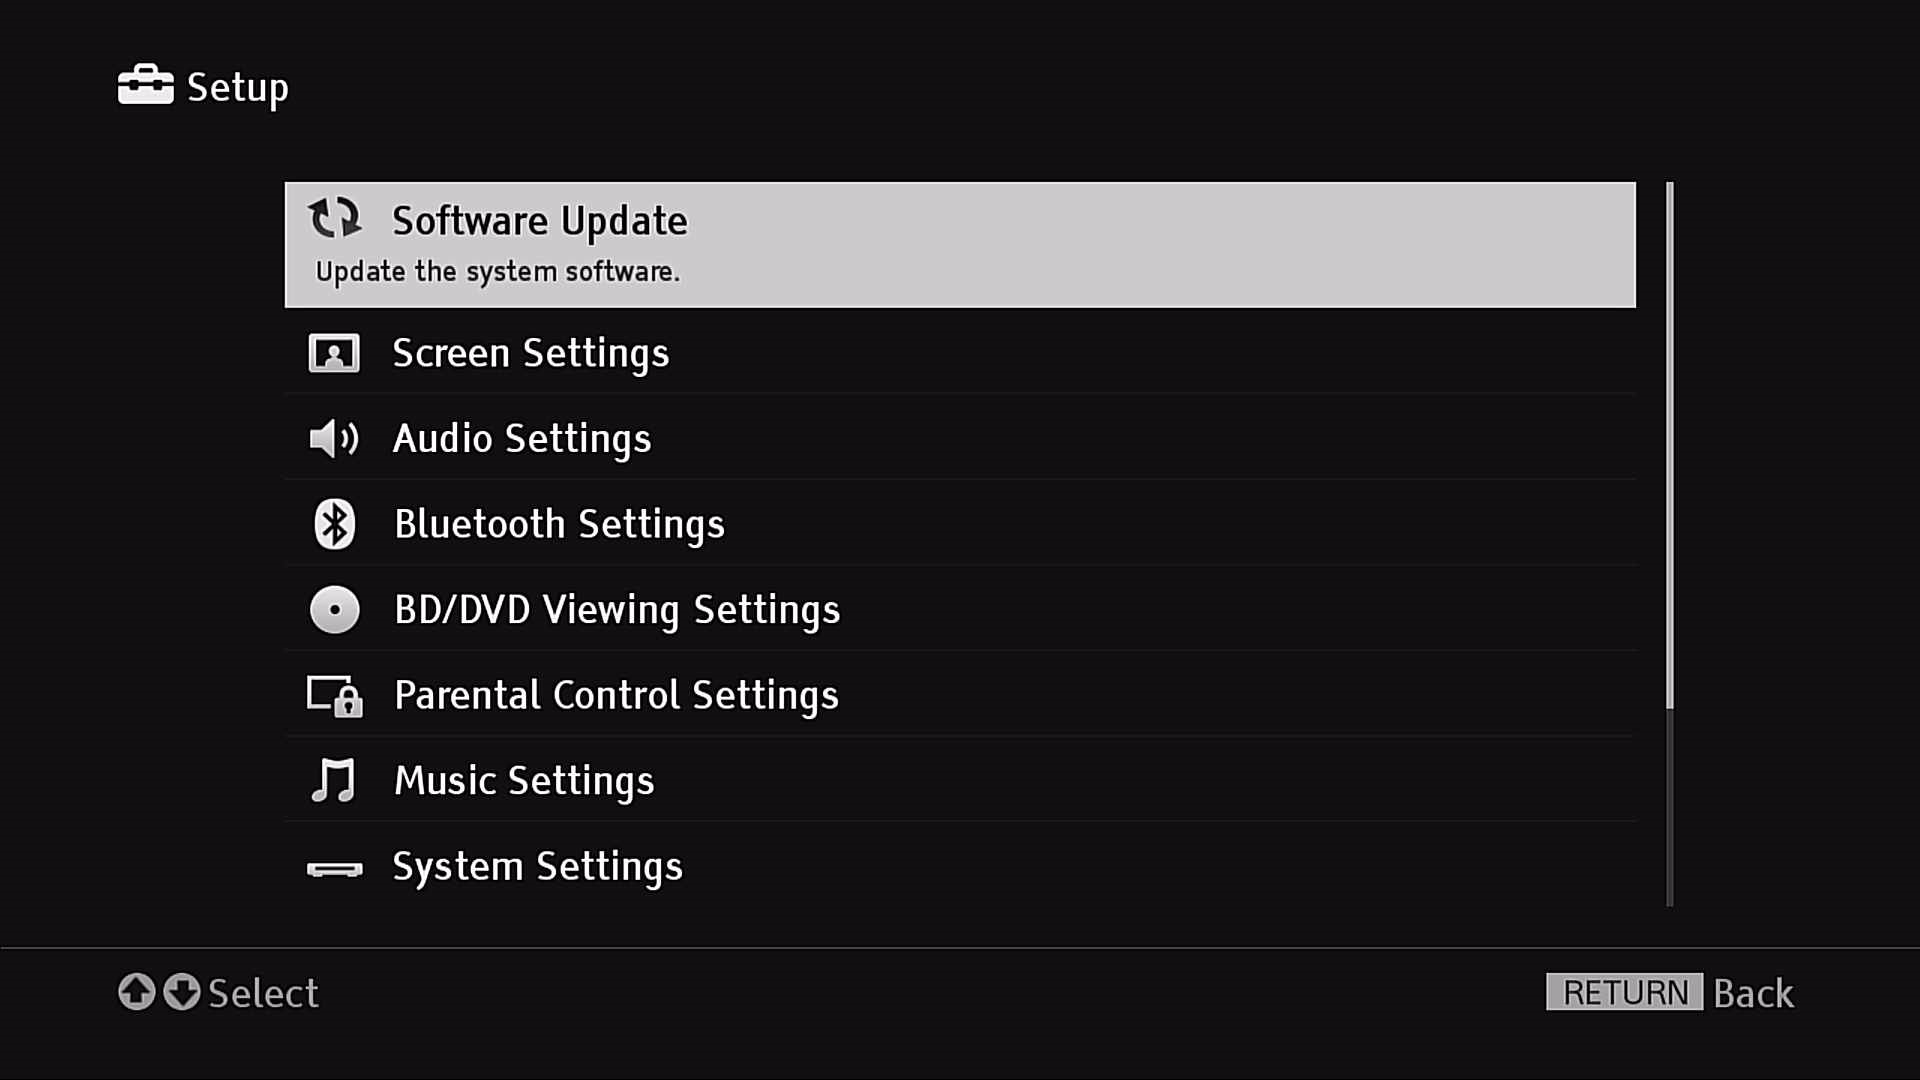 Setup
Software Update
Update the system software.
Screen Settings
Audio Settings
Bluetooth Settings
BD/DVD Viewing Settings
Parental Control Settings
Music Settings
System Settings
Select
RETURN Back